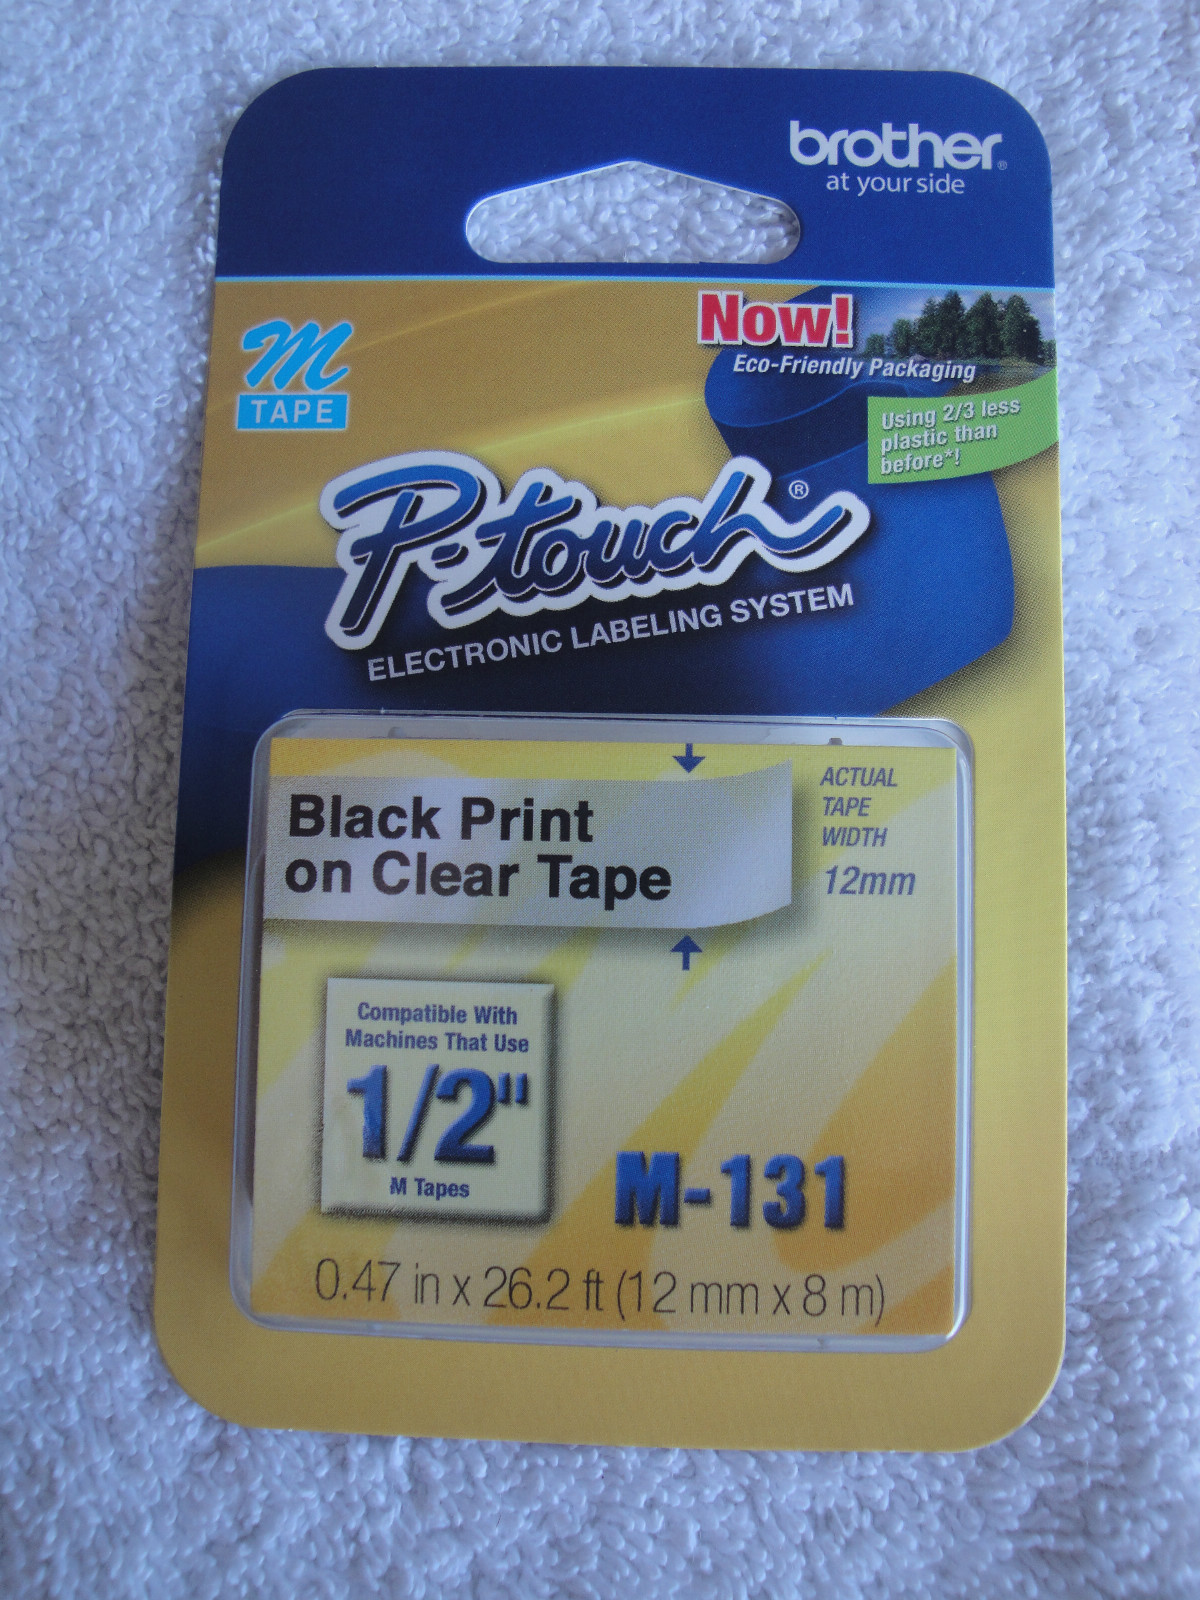 brother®
at your side
M
TAPE
Now!
Eco-Friendly Packaging
Using 2/3 less
plastic than
before*!
P-touch®
ELECTRONIC LABELING SYSTEM
Black Print
on Clear Tape
ACTUAL
TAPE
WIDTH
12mm
Compatible With
Machines That Use
1/2"
M Tapes
M-131
0.47 in x 26.2 ft (12 mm x 8 m)